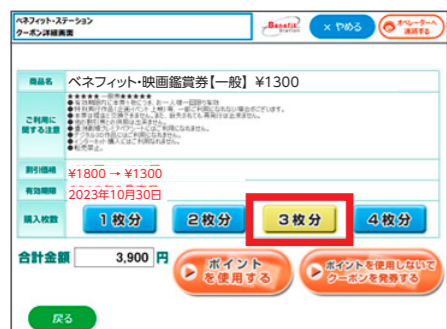 ベネフィット・ステーション
クーポン詳細画面
Benefit
Station
× やめる
オペレーターへ
連絡する
商品名
ベネフィット・映画鑑賞券【一般】 ¥1300
ご利用に
関する注意
割引価格
¥1800 → ¥1300
有効期限
2023年10月30日
購入枚数
1枚分
2枚分
3枚分
4枚分
合計金額
3,900 円
ポイント
を使用する
ポイントを使用しないで
クーポンを発券する
戻る